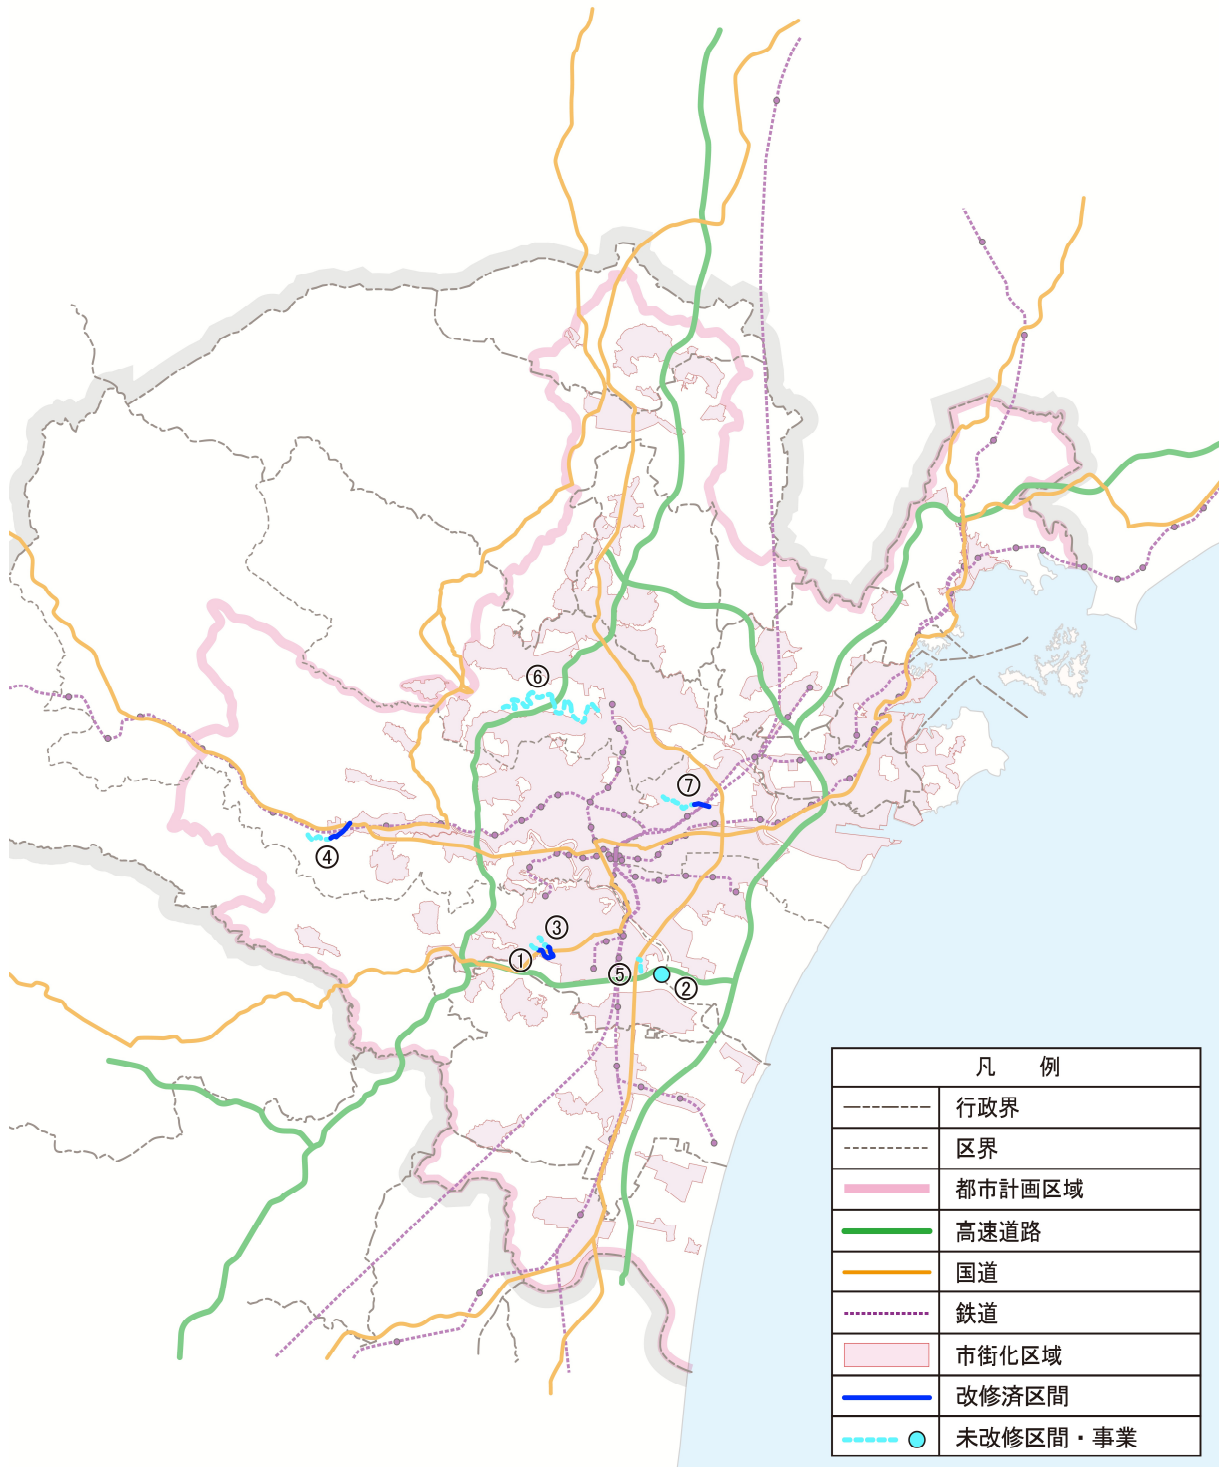 ⑥
⑦
④
③
①
⑤
②
凡 例
行政界
区界
都市計画区域
高速道路
国道
鉄道
市街化区域
改修済区間
未改修区間・事業